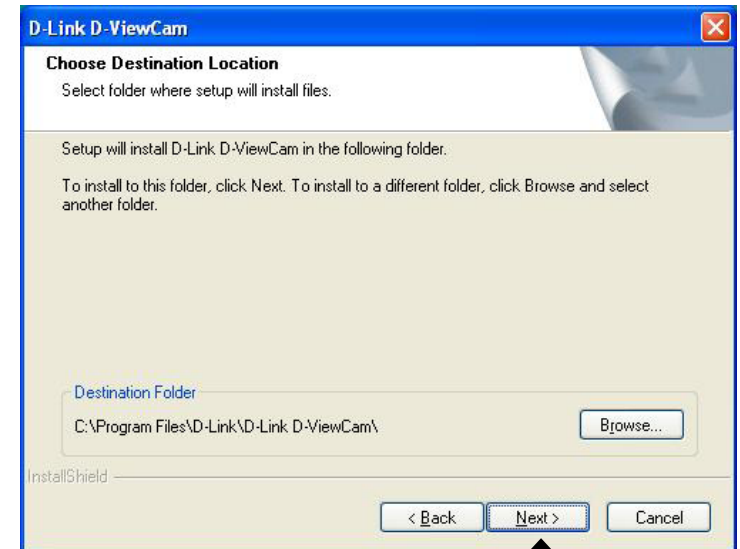 D-Link D-ViewCam
Choose Destination Location
Select folder where setup will install files.
Setup will install D-Link D-ViewCam in the following folder.
To install to this folder, click Next. To install to a different folder, click Browse and select
another folder.
Destination Folder
C:\Program Files\D-Link\D-Link D-ViewCam\
Browse...
InstallShield
< Back
Next >
Cancel